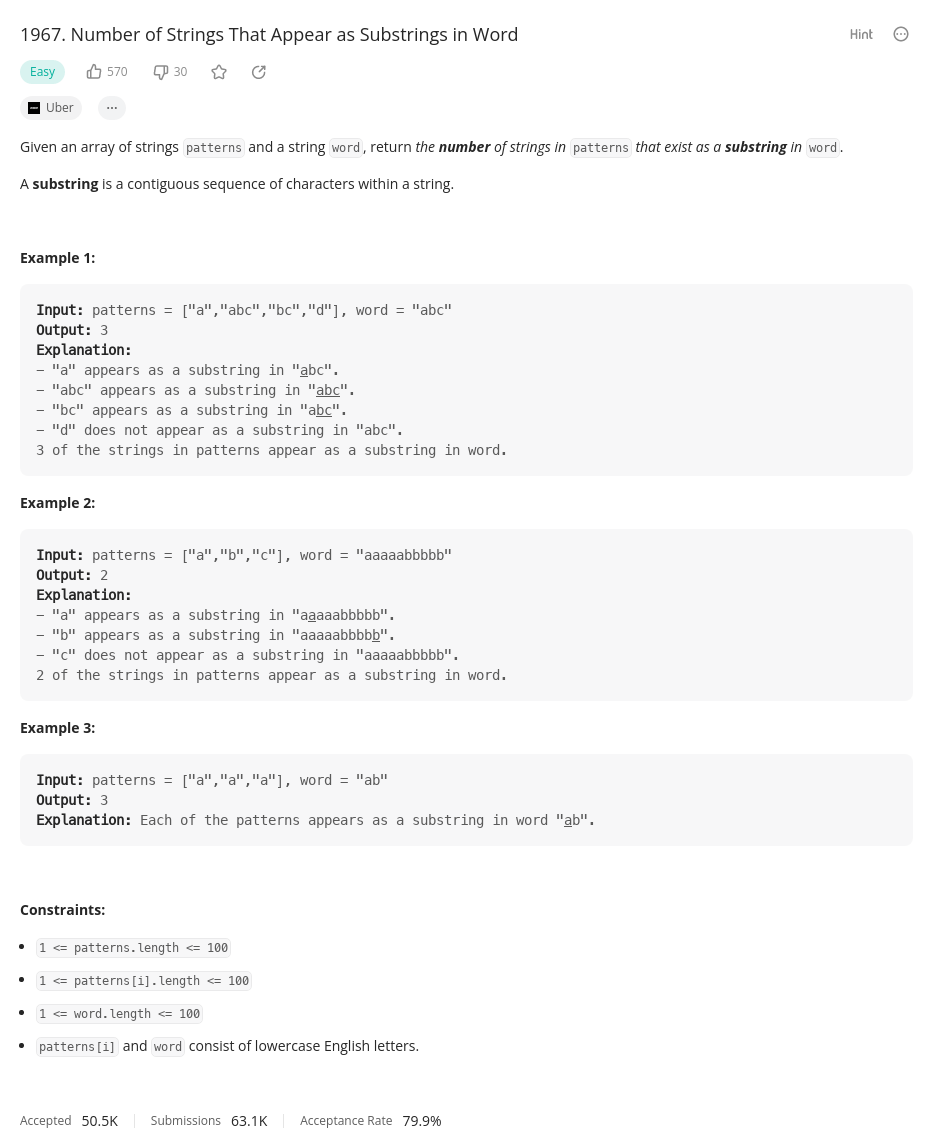 1967. Number of Strings That Appear as Substrings in Word
Hint
Easy
570
30
Uber
Given an array of strings patterns and a string word, return the number of strings in patterns that exist as a substring in word.
A substring is a contiguous sequence of characters within a string.
Example 1:
Input: patterns = ["a","abc","bc","d"], word = "abc"
Output: 3
Explanation:
- "a" appears as a substring in "abc".
- "abc" appears as a substring in "abc".
- "bc" appears as a substring in "abc".
- "d" does not appear as a substring in "abc".
3 of the strings in patterns appear as a substring in word.
Example 2:
Input: patterns = ["a","b","c"], word = "aaaaabbbbb"
Output: 2
Explanation:
- "a" appears as a substring in "aaaaabbbbb".
- "b" appears as a substring in "aaaaabbbbb".
- "c" does not appear as a substring in "aaaaabbbbb".
2 of the strings in patterns appear as a substring in word.
Example 3:
Input: patterns = ["a","a","a"], word = "ab"
Output: 3
Explanation: Each of the patterns appears as a substring in word "ab".
Constraints:
1 <= patterns.length <= 100
1 <= patterns[i].length <= 100
1 <= word.length <= 100
patterns[i] and word consist of lowercase English letters.
Accepted 50.5K Submissions 63.1K Acceptance Rate 79.9%